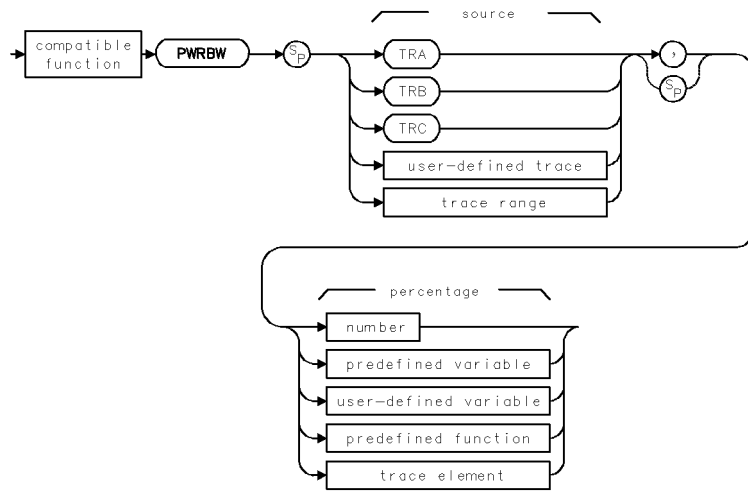 source
compatible function
PWRBW
SP
TRA
,
TRB
SP
TRC
user-defined trace
trace range
percentage
number
predefined variable
user-defined variable
predefined function
trace element